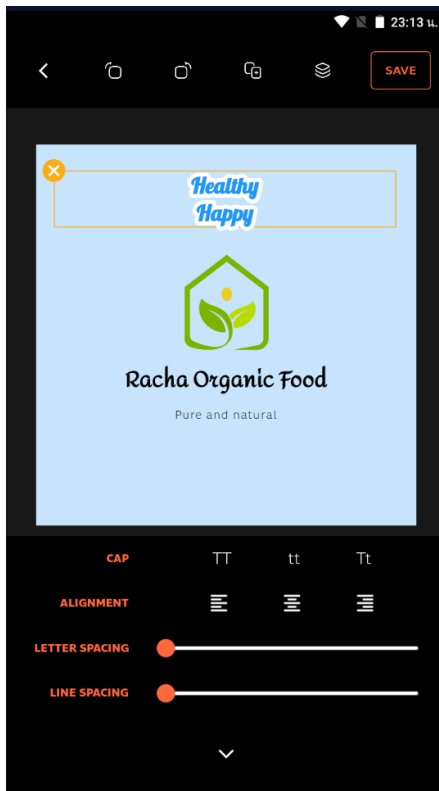 23:13 น.
SAVE
Healthy
Happy
Racha Organic Food
Pure and natural
CAP TT tt Tt
ALIGNMENT
LETTER SPACING
LINE SPACING